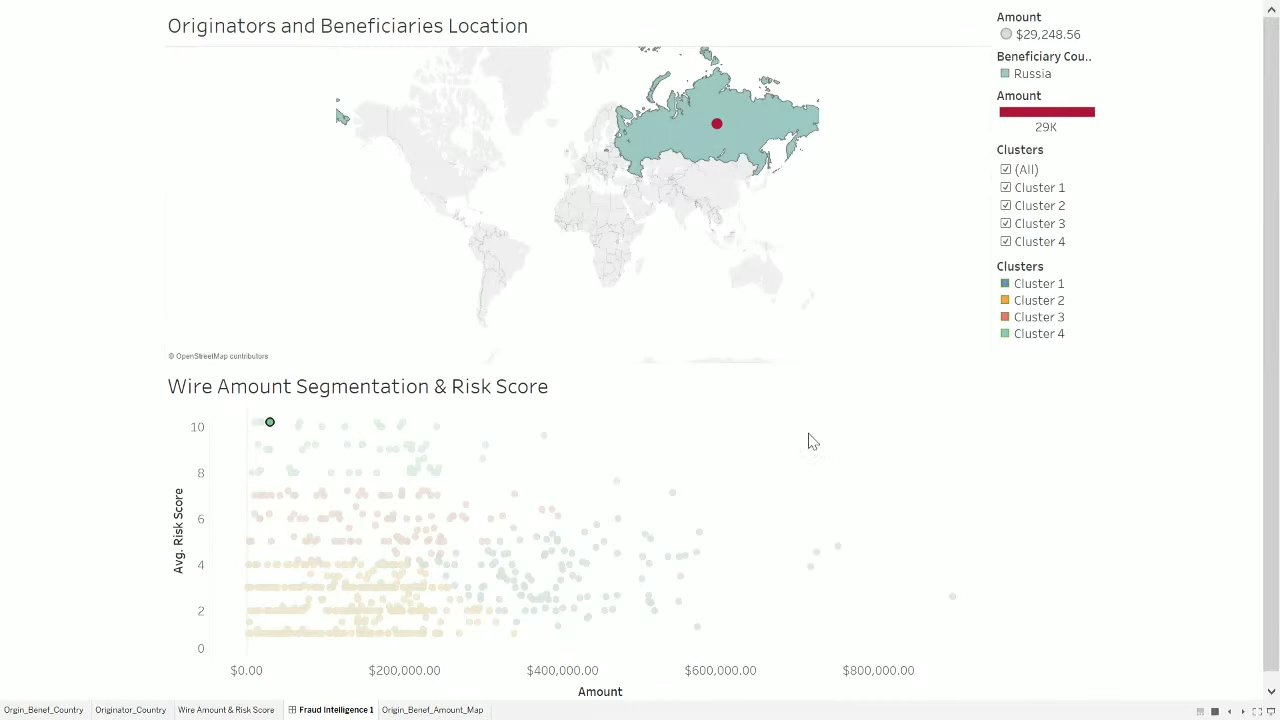 Originators and Beneficiaries Location
Amount
$29,248.56
Beneficiary Cou..
Russia
Amount
29K
Clusters
(All)
Cluster 1
Cluster 2
Cluster 3
Cluster 4
Clusters
Cluster 1
Cluster 2
Cluster 3
Cluster 4
© OpenStreetMap contributors
Wire Amount Segmentation & Risk Score
Avg. Risk Score
10
8
6
4
2
0
$0.00 $200,000.00 $400,000.00 $600,000.00 $800,000.00
Amount
Orgin_Benef_Country Originator_Country Wire Amount & Risk Score Fraud Intelligence 1 Origin_Benef_Amount_Map